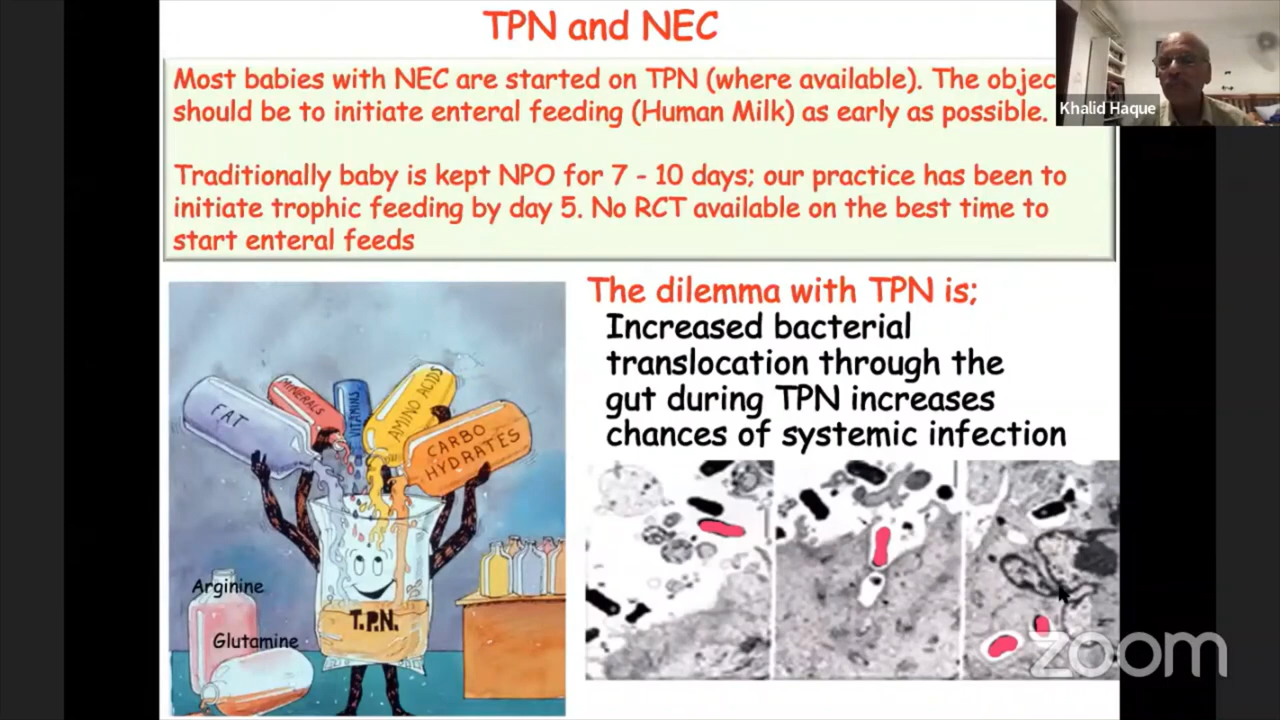 TPN and NEC
Most babies with NEC are started on TPN (where available). The objec
should be to initiate enteral feeding (Human Milk) as early as possible.
Traditionally baby is kept NPO for 7 - 10 days; our practice has been to
initiate trophic feeding by day 5. No RCT available on the best time to
start enteral feeds
Khalid Haque
The dilemma with TPN is;
Increased bacterial
translocation through the
gut during TPN increases
chances of systemic infection
FAT
MINERALS
VITAMINS
AMINO ACIDS
CARBO
HYDRATES
Arginine
Glutamine
T.P.N.
zoom